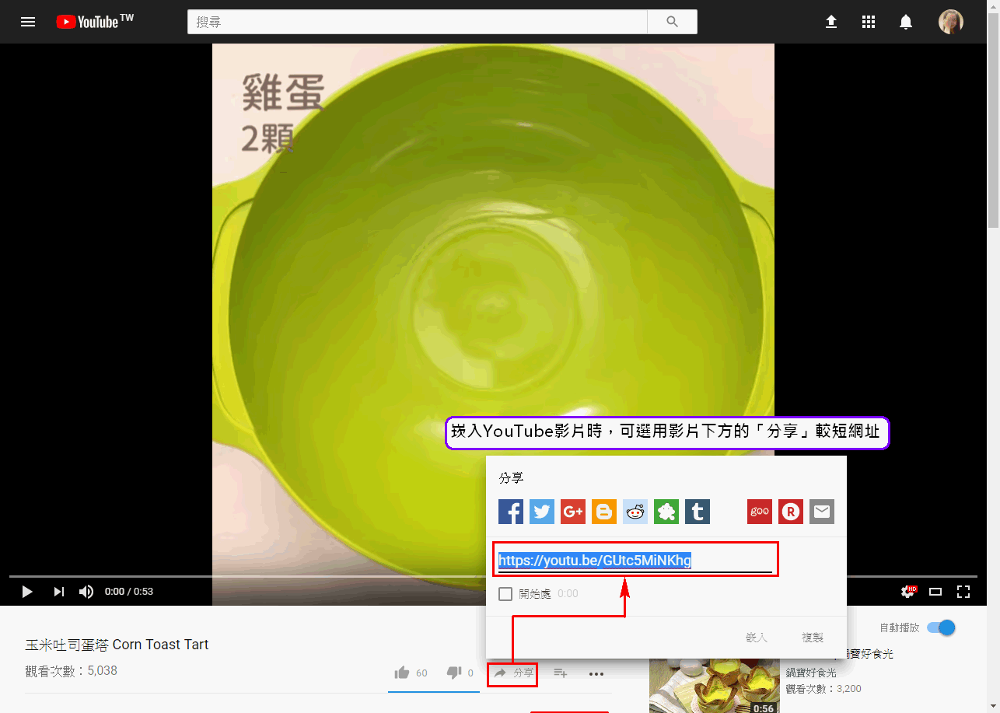 YouTube TW
搜尋
雞蛋
2顆
崁入YouTube影片時，可選用影片下方的「分享」較短網址
分享
G+
goo
https://youtu.be/GUtc5MiNKhg
開始處 0:00
嵌入 複製
0:00 / 0:53
HD
玉米吐司蛋塔 Corn Toast Tart
觀看次數：5,038
60
0
分享
自動播放
鍋寶好食光
鍋寶好食光
觀看次數：3,200
0:56